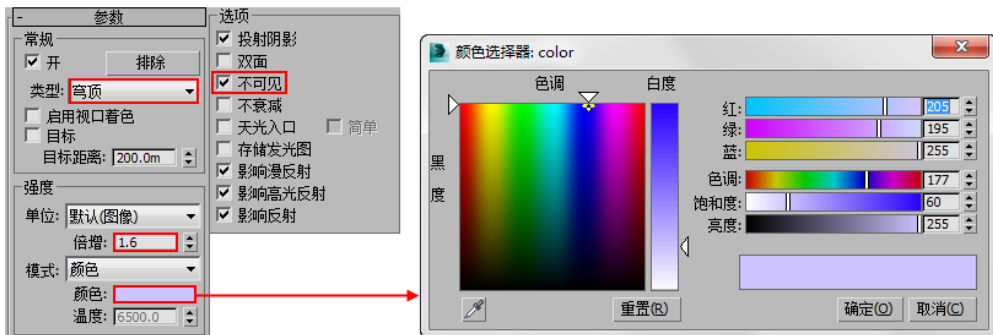 - 参数
常规
开 排除
类型: 穹顶
启用视口着色
目标
目标距离: 200.0m
强度
单位: 默认(图像)
倍增: 1.6
模式: 颜色
颜色:
温度: 6500.0
选项
投射阴影
双面
不可见
不衰减
天光入口 简单
存储发光图
影响漫反射
影响高光反射
影响反射
颜色选择器: color
色调 白度
黑
度
红: 205
绿: 195
蓝: 255
色调: 177
饱和度: 60
亮度: 255
重置(R) 确定(O) 取消(C)